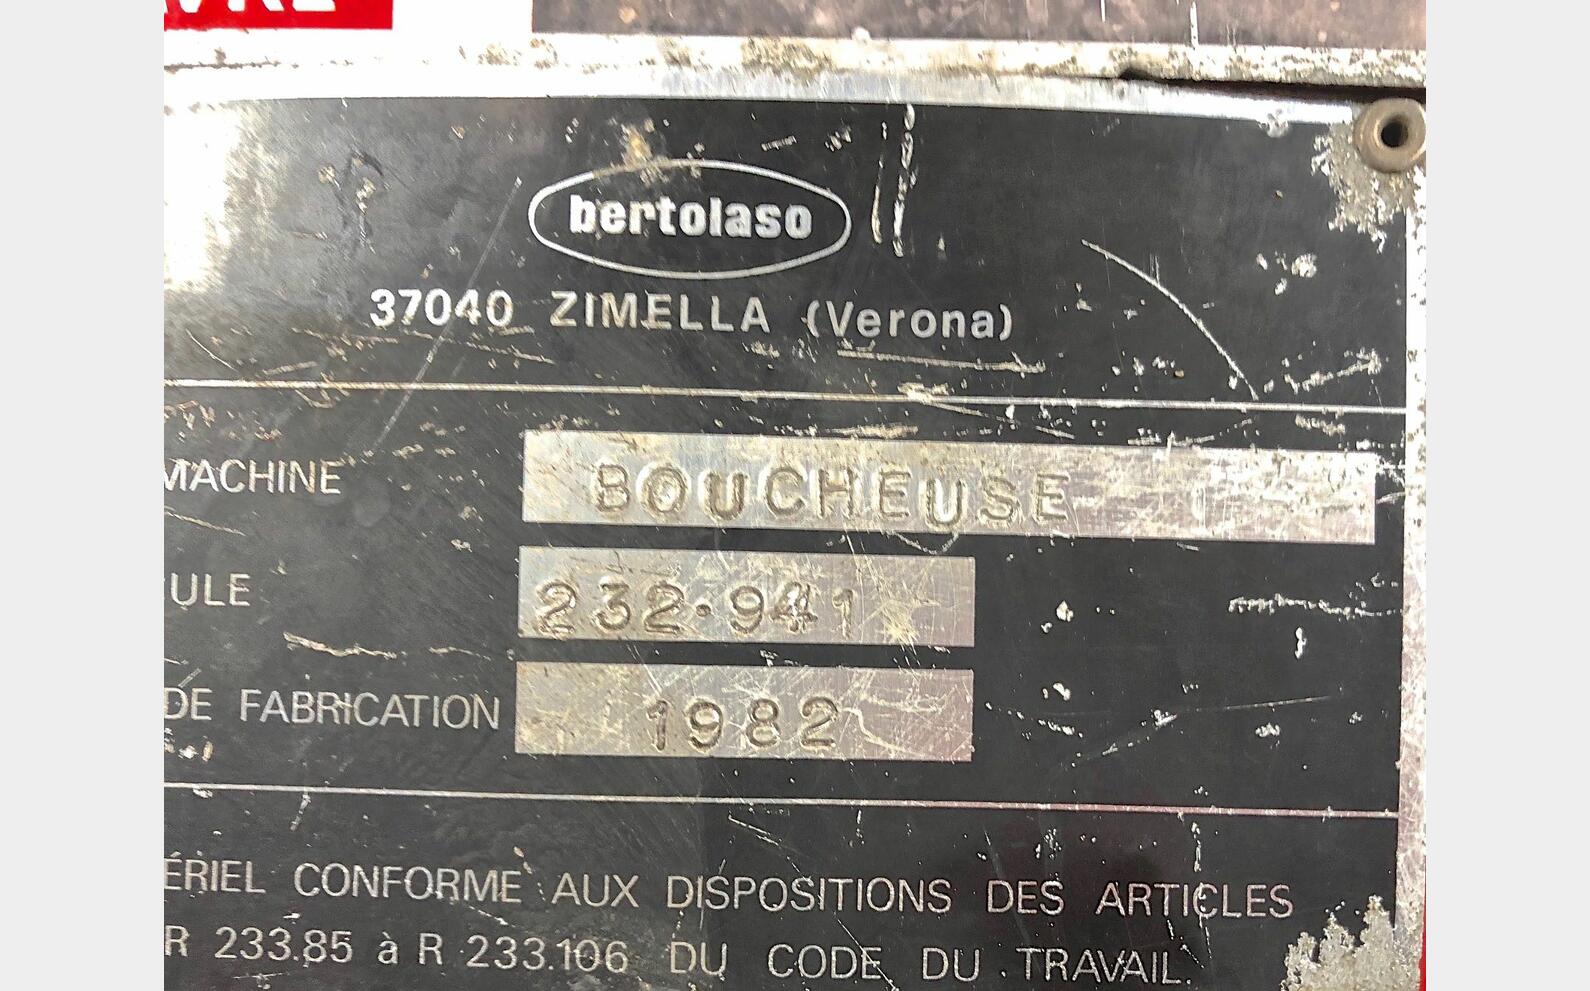 bertolaso
37040 ZIMELLA (Verona)
MACHINE BOUCHEUSE
ULE 232·941
DE FABRICATION 1982
ÉRIEL CONFORME AUX DISPOSITIONS DES ARTICLES
R 233.85 à R 233.106 DU CODE DU TRAVAIL.